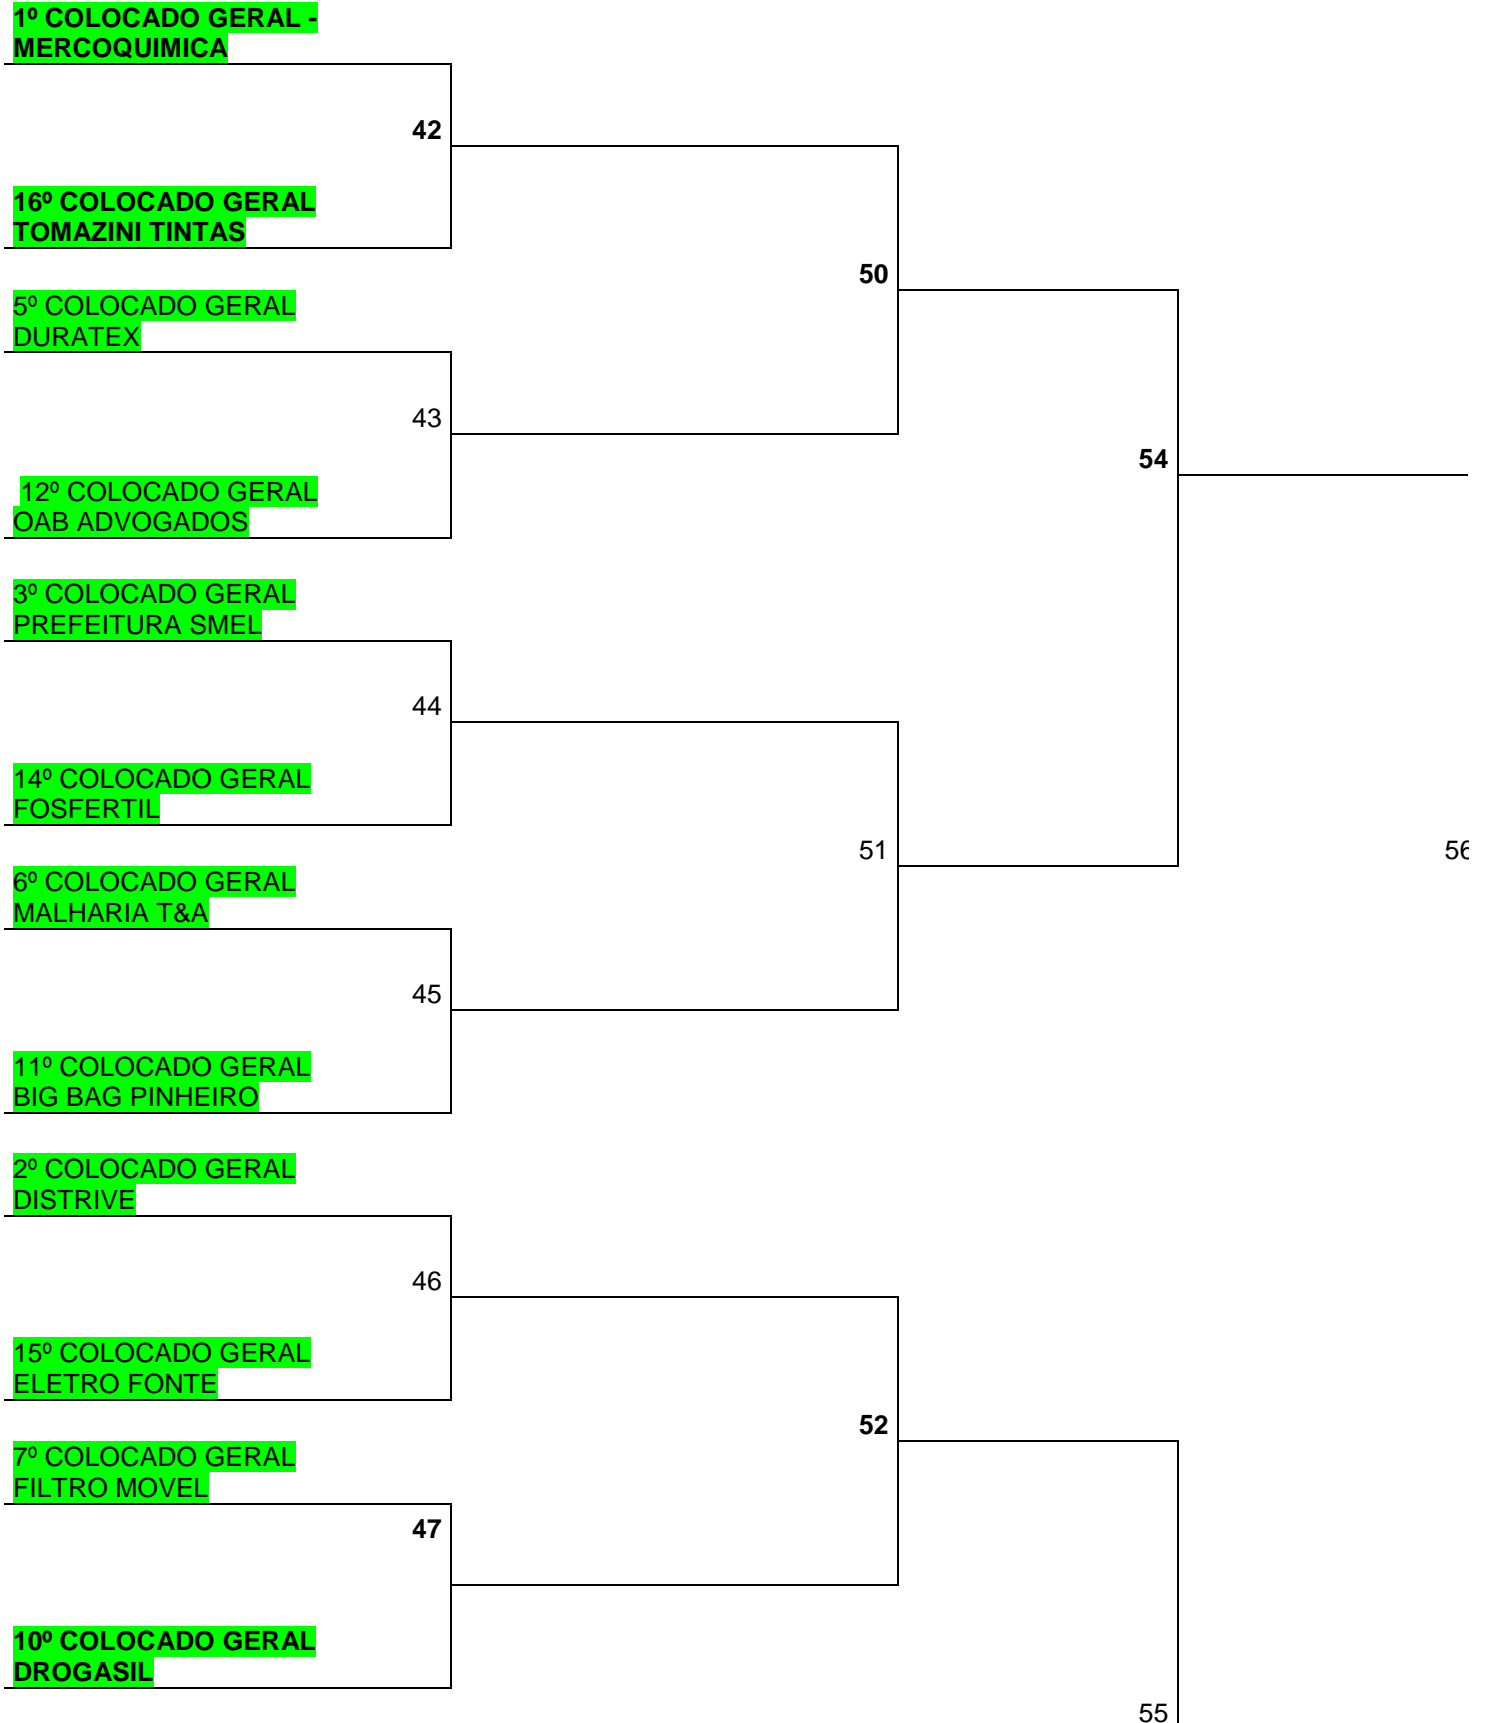 1º COLOCADO GERAL -
MERCOQUIMICA
42
16º COLOCADO GERAL
TOMAZINI TINTAS
50
5º COLOCADO GERAL
DURATEX
43
54
12º COLOCADO GERAL
OAB ADVOGADOS
3º COLOCADO GERAL
PREFEITURA SMEL
44
14º COLOCADO GERAL
FOSFERTIL
51
56
6º COLOCADO GERAL
MALHARIA T&A
45
11º COLOCADO GERAL
BIG BAG PINHEIRO
2º COLOCADO GERAL
DISTRIVE
46
15º COLOCADO GERAL
ELETRO FONTE
52
7º COLOCADO GERAL
FILTRO MOVEL
47
10º COLOCADO GERAL
DROGASIL
55